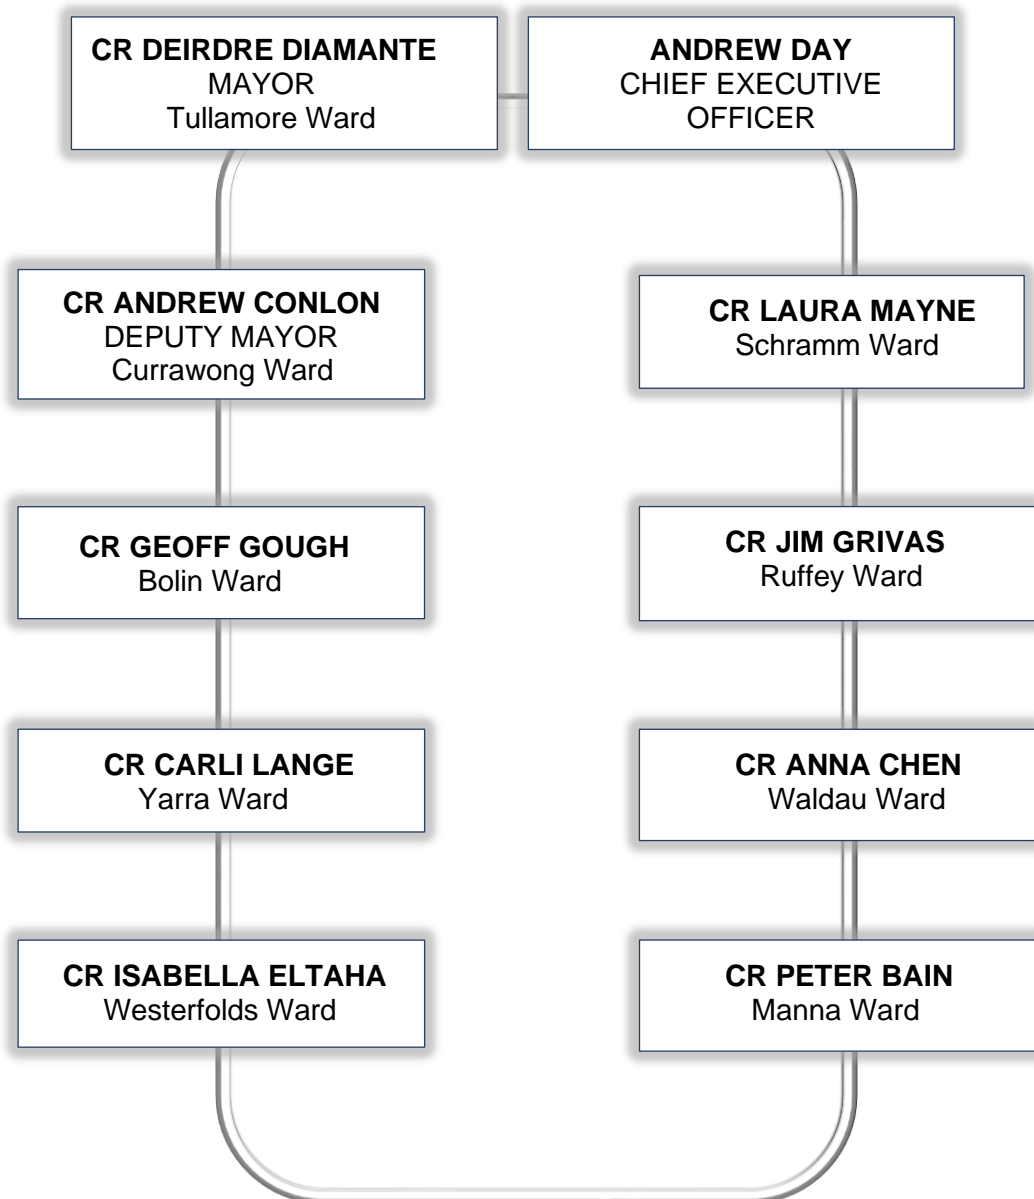 CR DEIRDRE DIAMANTE
MAYOR
Tullamore Ward
ANDREW DAY
CHIEF EXECUTIVE
OFFICER
CR ANDREW CONLON
DEPUTY MAYOR
Currawong Ward
CR LAURA MAYNE
Schramm Ward
CR GEOFF GOUGH
Bolin Ward
CR JIM GRIVAS
Ruffey Ward
CR CARLI LANGE
Yarra Ward
CR ANNA CHEN
Waldau Ward
CR ISABELLA ELTAHA
Westerfolds Ward
CR PETER BAIN
Manna Ward